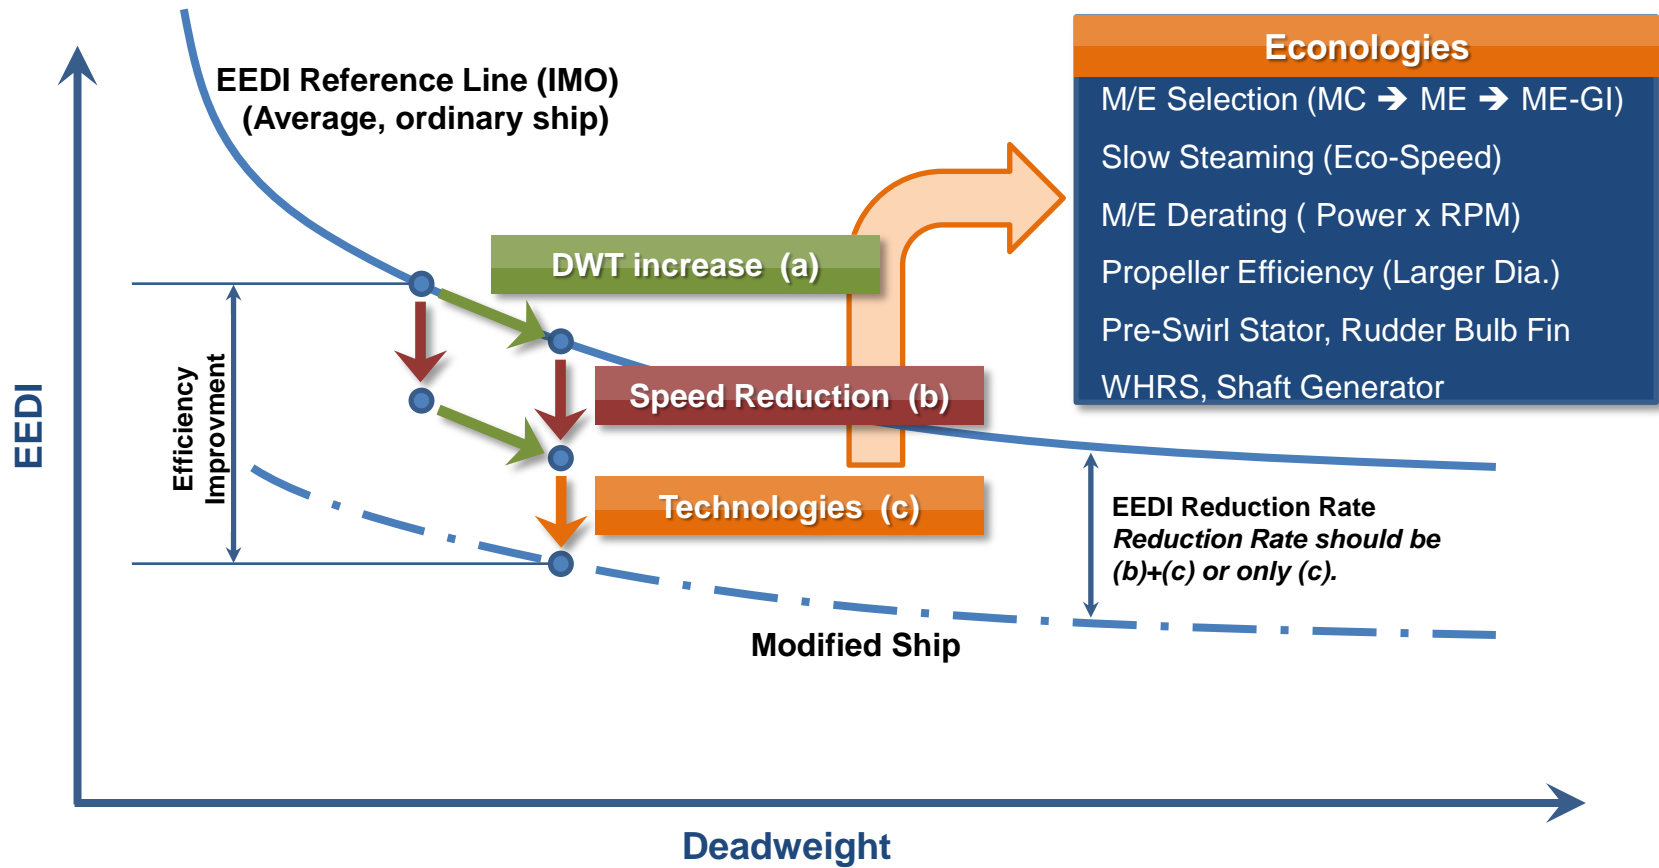 EEDI Reference Line (IMO)
(Average, ordinary ship)
Econologies
M/E Selection (MC ➔ ME ➔ ME-GI)
Slow Steaming (Eco-Speed)
M/E Derating ( Power x RPM)
Propeller Efficiency (Larger Dia.)
Pre-Swirl Stator, Rudder Bulb Fin
WHRS, Shaft Generator
DWT increase (a)
Speed Reduction (b)
Technologies (c)
Efficiency
Improvment
EEDI
EEDI Reduction Rate
Reduction Rate should be
(b)+(c) or only (c).
Modified Ship
Deadweight